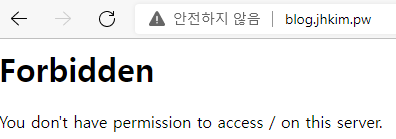 안전하지 않음 | blog.jhkim.pw
Forbidden
You don't have permission to access / on this server.